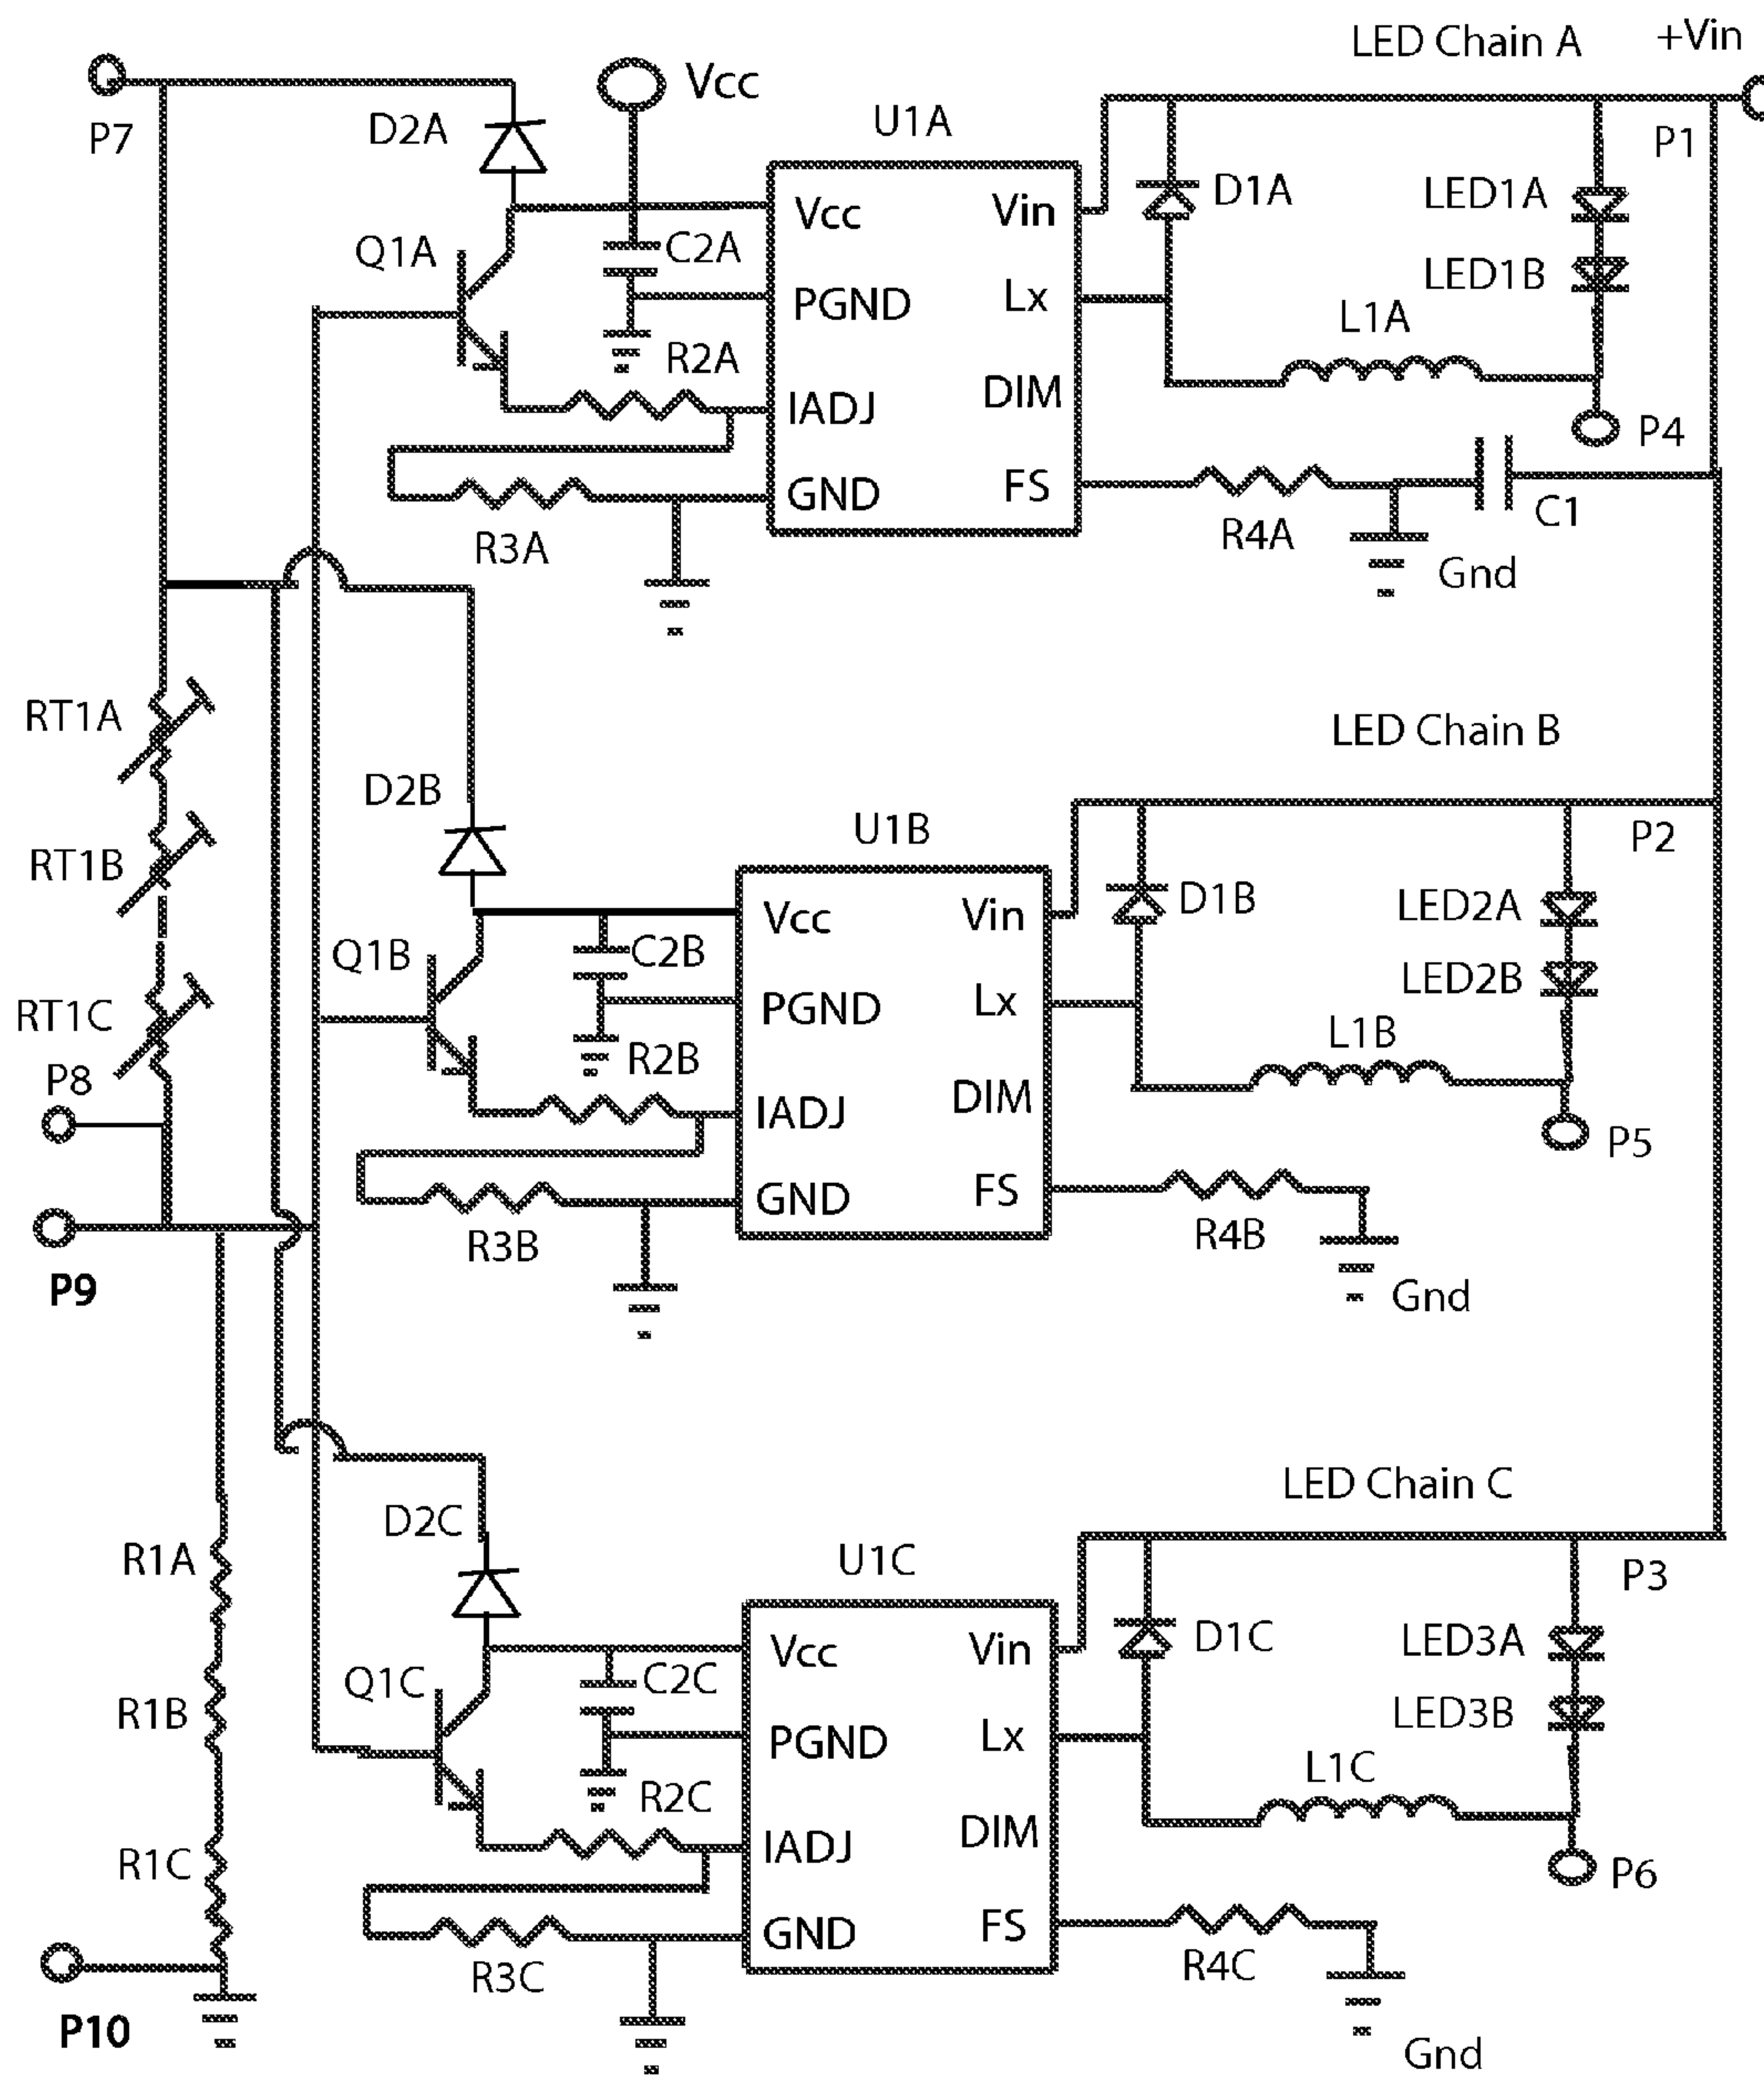 LED Chain A
+Vin
P7
D2A
Vcc
U1A
P1
Q1A
C2A
Vcc
Vin
D1A
LED1A
LED1B
PGND
Lx
L1A
R2A
IADJ
DIM
P4
GND
FS
R3A
R4A
C1
Gnd
RT1A
LED Chain B
D2B
U1B
P2
RT1B
Q1B
C2B
Vcc
Vin
D1B
LED2A
LED2B
RT1C
PGND
Lx
L1B
P8
R2B
IADJ
DIM
P5
GND
FS
P9
R3B
R4B
Gnd
LED Chain C
D2C
R1A
U1C
P3
Q1C
C2C
Vcc
Vin
D1C
LED3A
LED3B
R1B
PGND
Lx
L1C
R2C
R1C
IADJ
DIM
P6
GND
FS
R3C
R4C
P10
Gnd